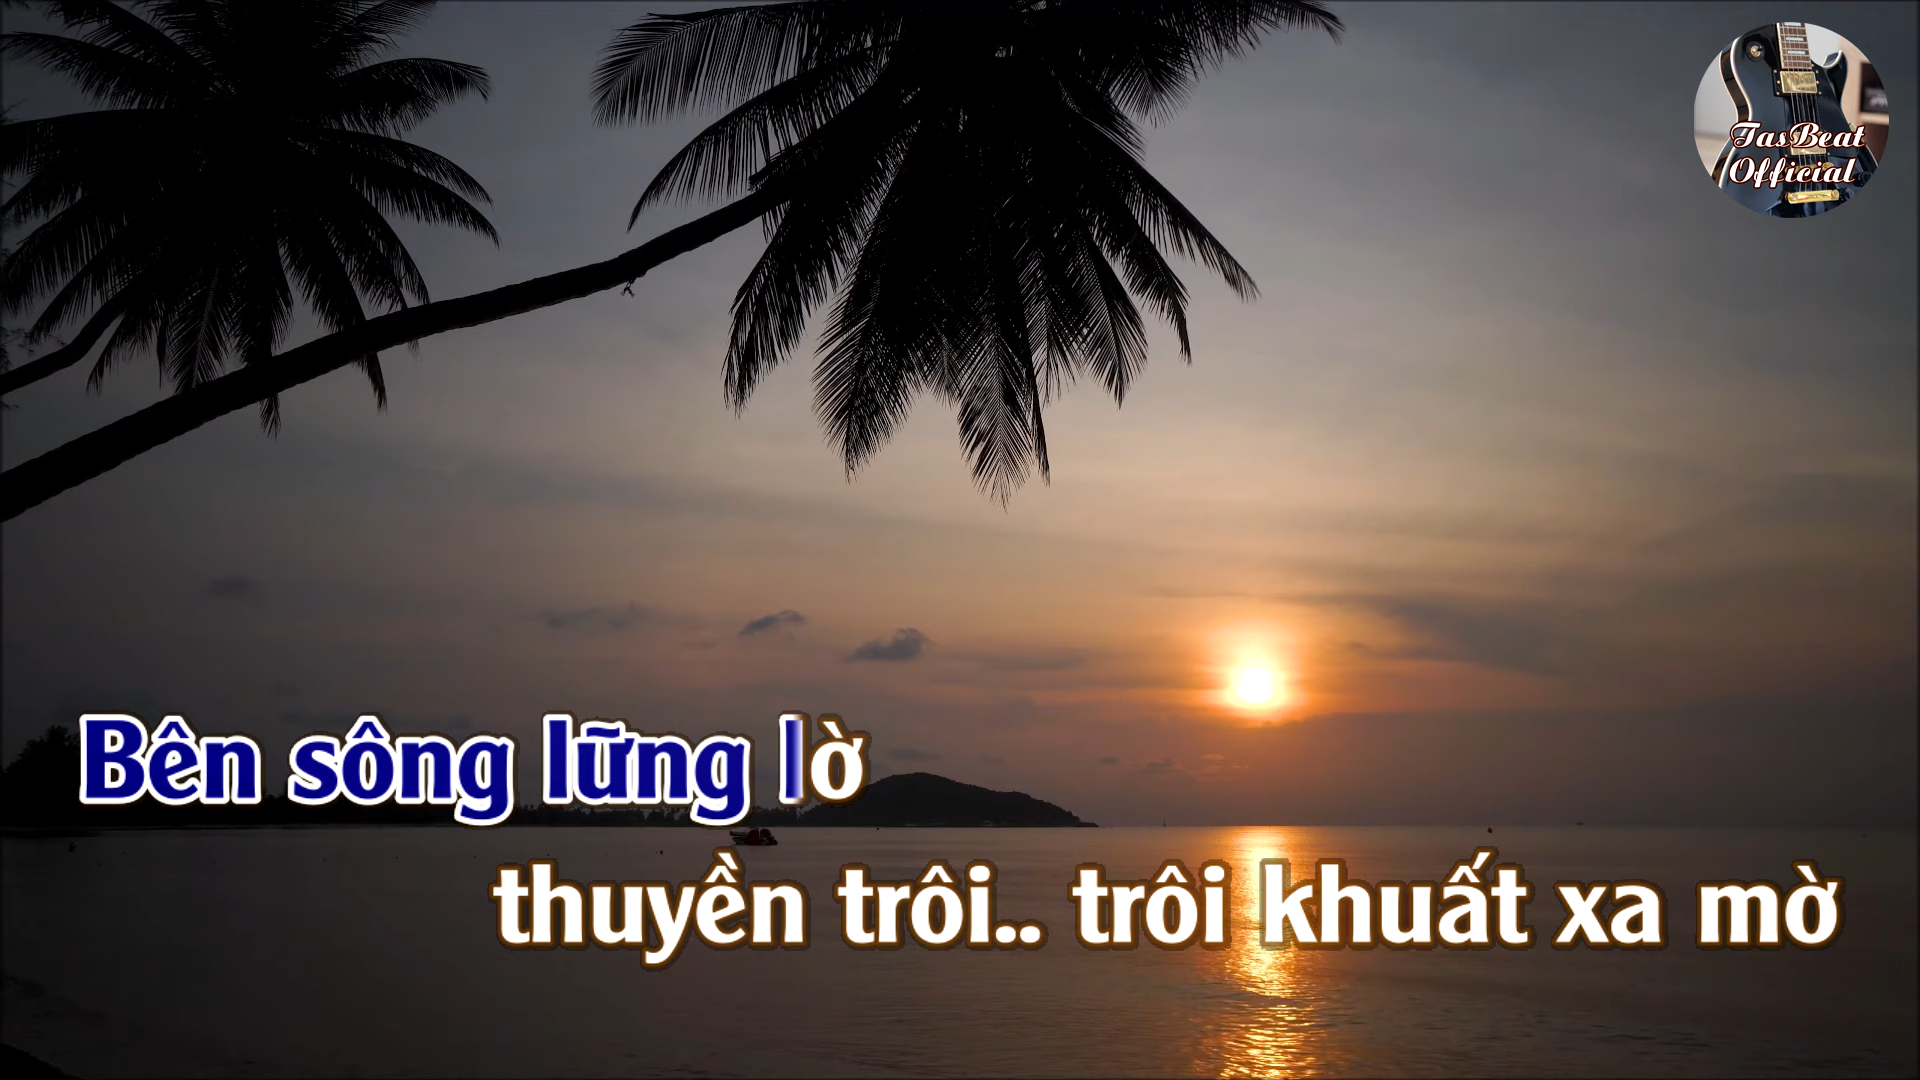 TasBeat
Official
Bên sông lững lờ
thuyền trôi.. trôi khuất xa mờ